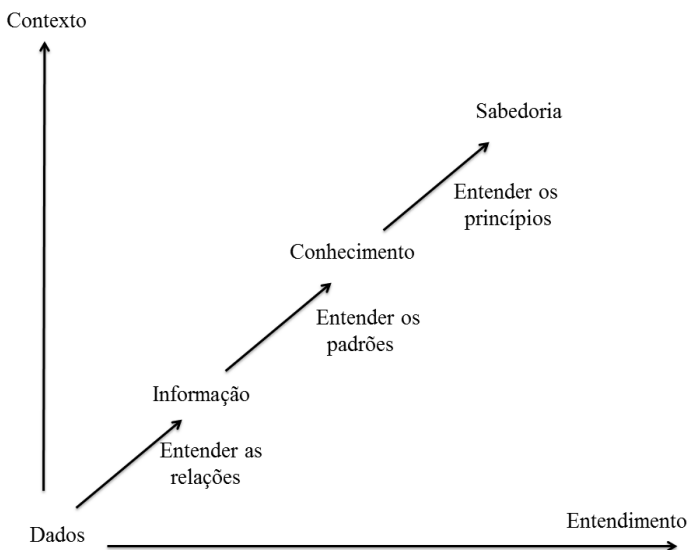 Contexto
Sabedoria
Entender os
princípios
Conhecimento
Entender os
padrões
Informação
Entender as
relações
Entendimento
Dados